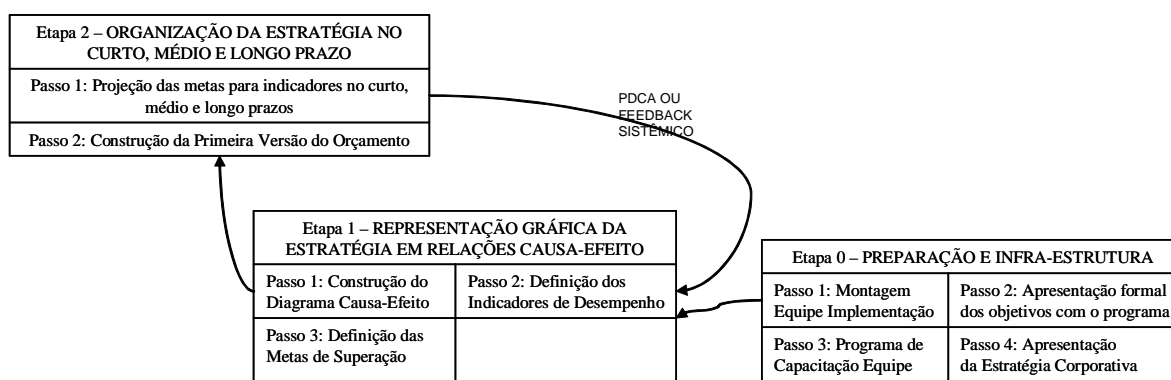 Etapa 2 – ORGANIZAÇÃO DA ESTRATÉGIA NO
CURTO, MÉDIO E LONGO PRAZO
Passo 1: Projeção das metas para indicadores no curto,
médio e longo prazos
Passo 2: Construção da Primeira Versão do Orçamento
PDCA OU
FEEDBACK
SISTÊMICO
Etapa 1 – REPRESENTAÇÃO GRÁFICA DA
ESTRATÉGIA EM RELAÇÕES CAUSA-EFEITO
Passo 1: Construção do
Diagrama Causa-Efeito
Passo 2: Definição dos
Indicadores de Desempenho
Passo 3: Definição das
Metas de Superação
Etapa 0 – PREPARAÇÃO E INFRA-ESTRUTURA
Passo 1: Montagem
Equipe Implementação
Passo 2: Apresentação formal
dos objetivos com o programa
Passo 3: Programa de
Capacitação Equipe
Passo 4: Apresentação
da Estratégia Corporativa